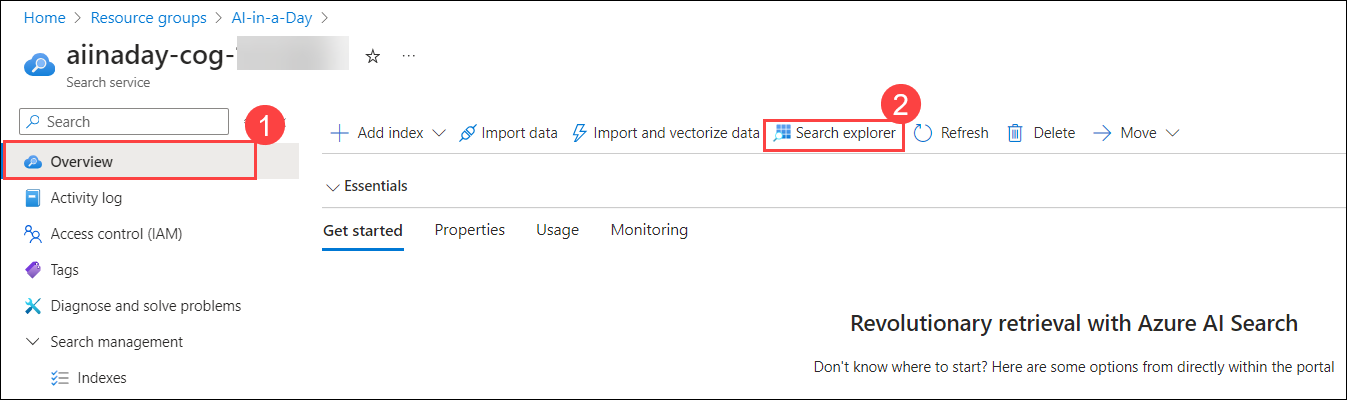 Home > Resource groups > AI-in-a-Day >
aiinaday-cog-
Search service
Search
1
2
Add index
Import data
Import and vectorize data
Search explorer
Refresh
Delete
Move
Overview
Activity log
Access control (IAM)
Tags
Diagnose and solve problems
Search management
Indexes
Essentials
Get started
Properties
Usage
Monitoring
Revolutionary retrieval with Azure AI Search
Don't know where to start? Here are some options from directly within the portal